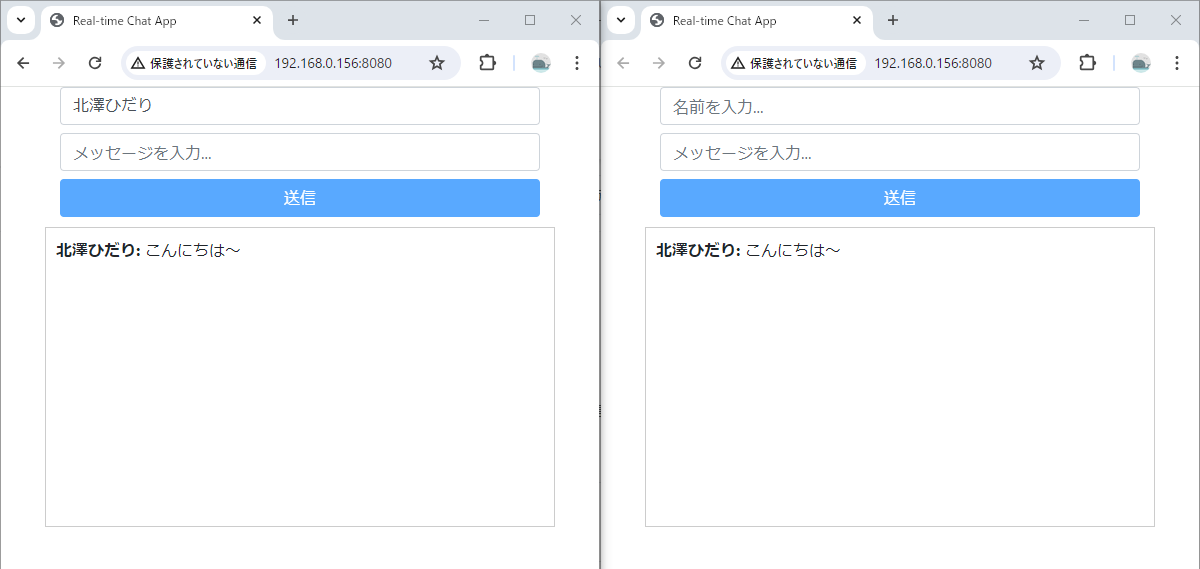 Real-time Chat App
保護されていない通信 192.168.0.156:8080
北澤ひだり
メッセージを入力...
送信
北澤ひだり: こんにちは～
Real-time Chat App
保護されていない通信 192.168.0.156:8080
名前を入力...
メッセージを入力...
送信
北澤ひだり: こんにちは～